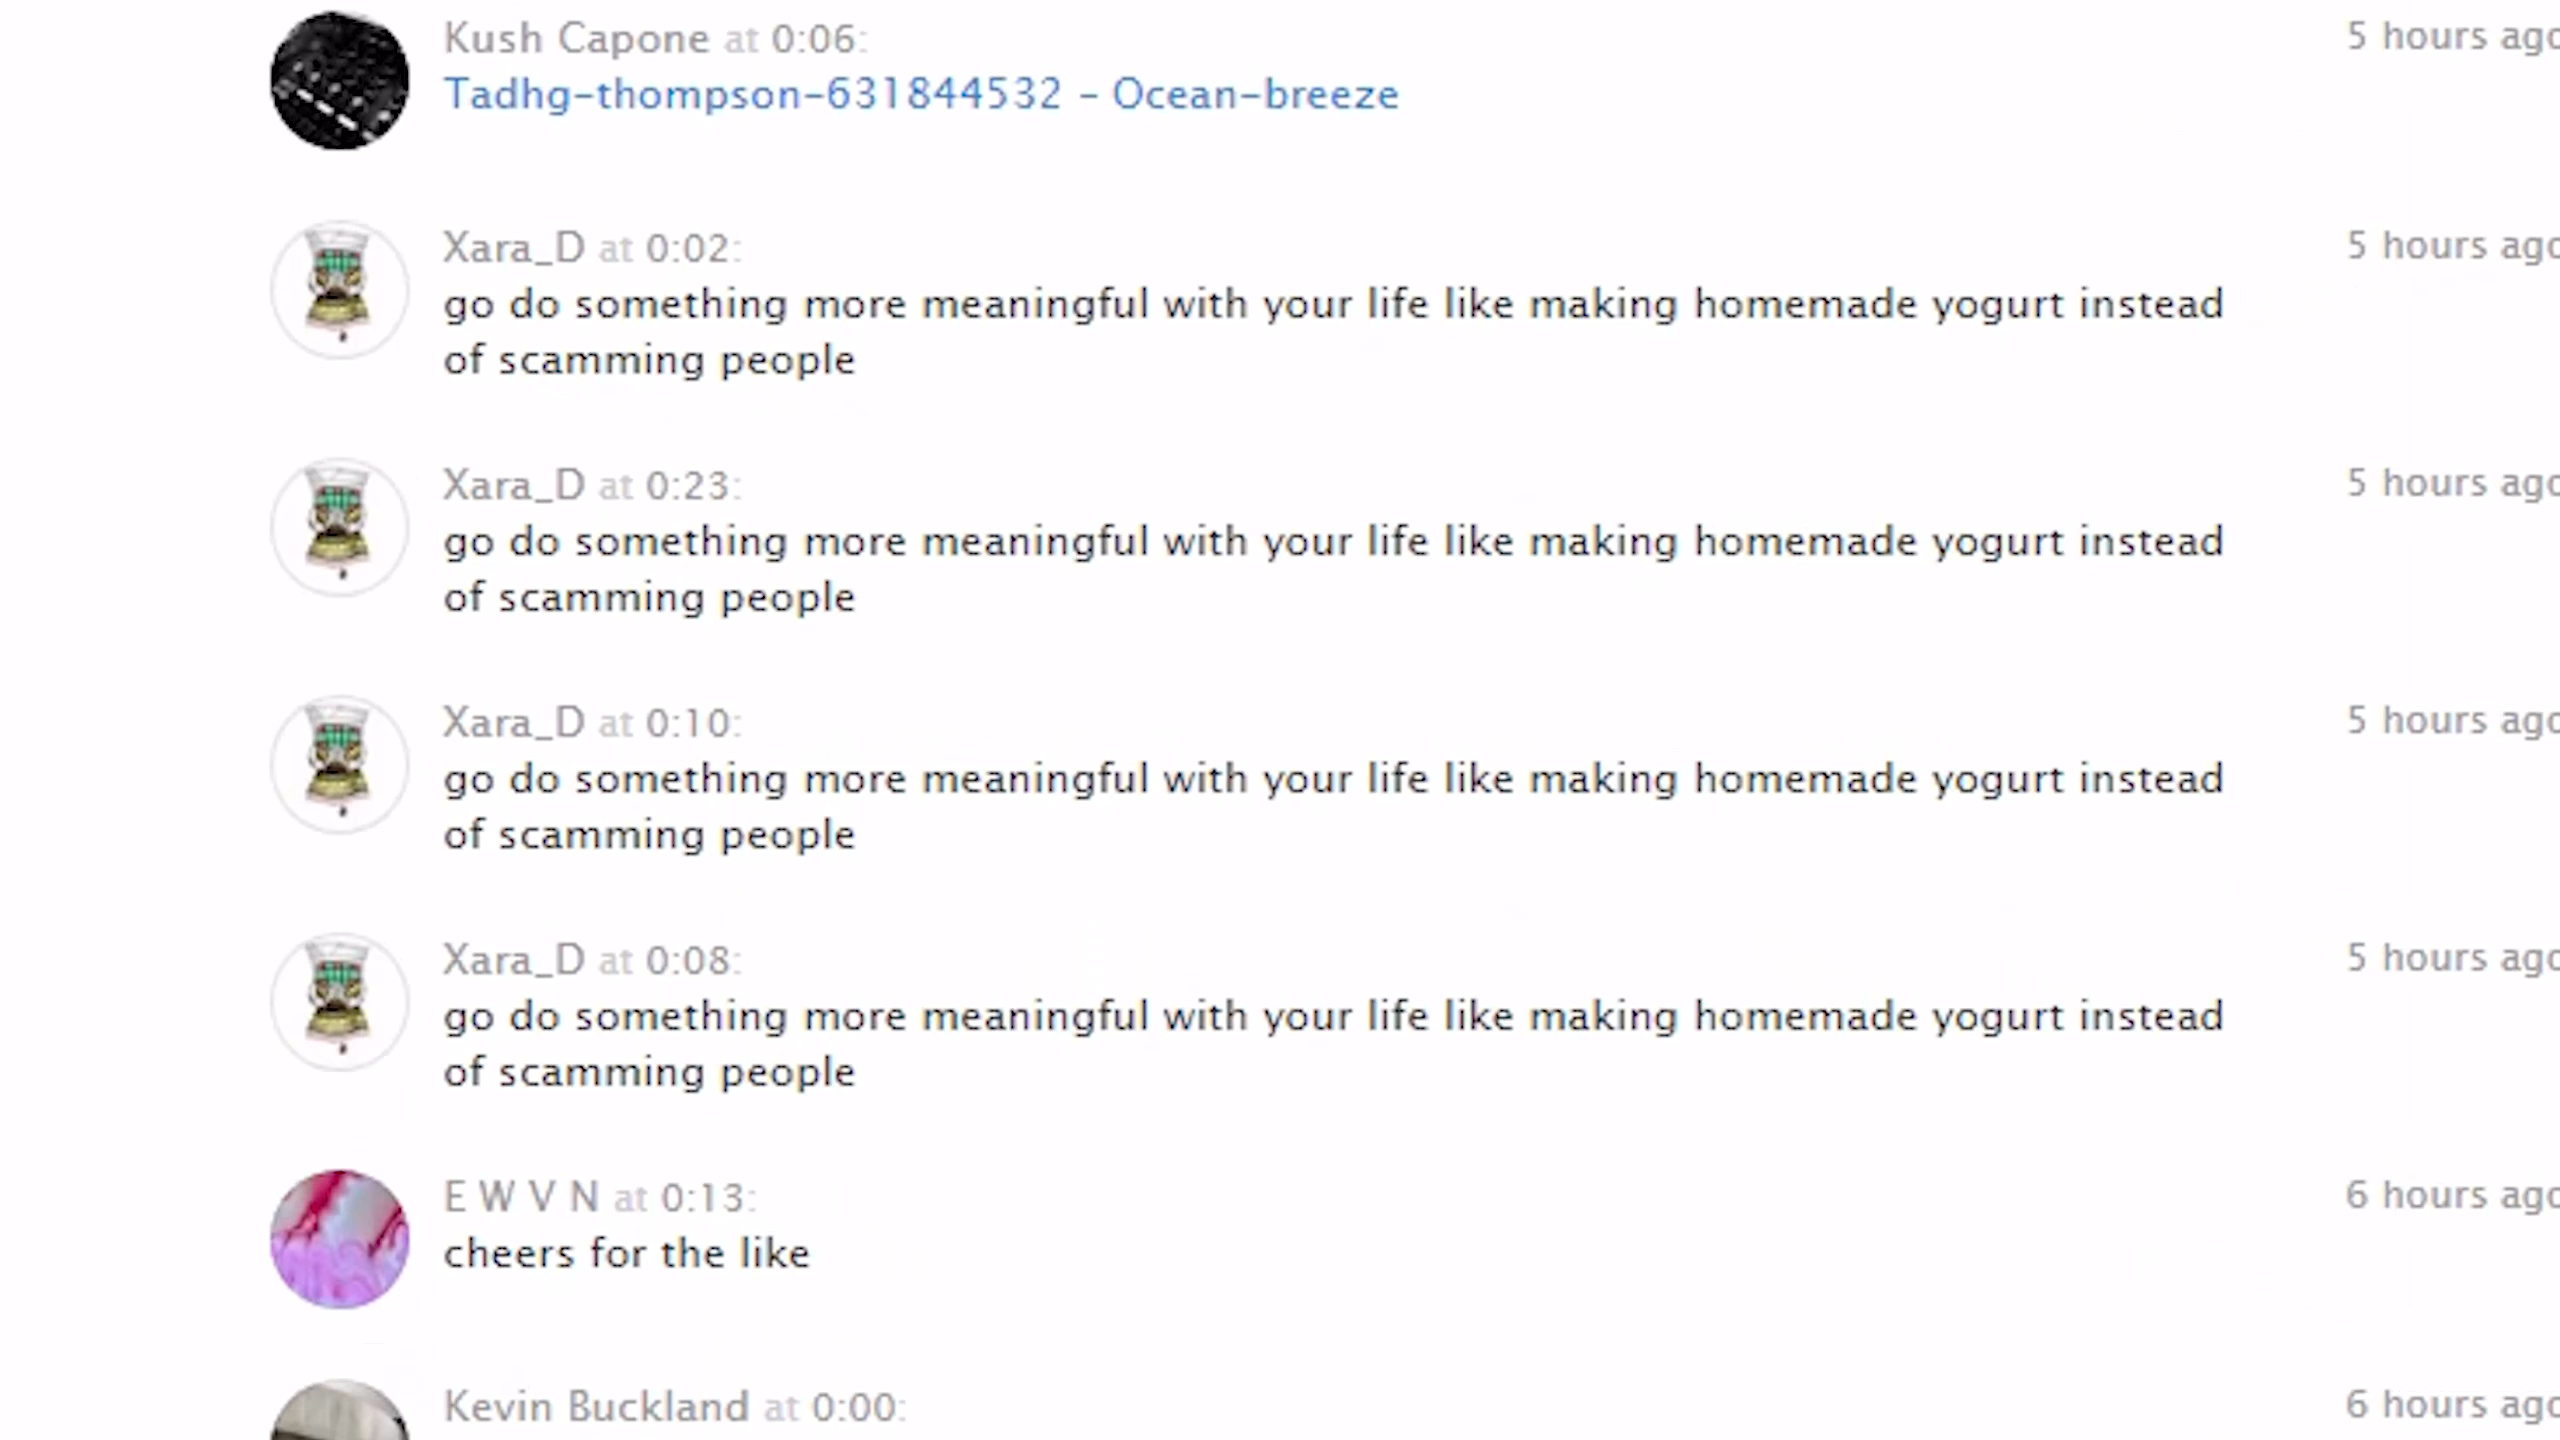 Kush Capone at 0:06:
5 hours ago
Tadhg-thompson-631844532 - Ocean-breeze
Xara_D at 0:02:
5 hours ago
go do something more meaningful with your life like making homemade yogurt instead
of scamming people
Xara_D at 0:23:
5 hours ago
go do something more meaningful with your life like making homemade yogurt instead
of scamming people
Xara_D at 0:10:
5 hours ago
go do something more meaningful with your life like making homemade yogurt instead
of scamming people
Xara_D at 0:08:
5 hours ago
go do something more meaningful with your life like making homemade yogurt instead
of scamming people
E W V N at 0:13:
6 hours ago
cheers for the like
Kevin Buckland at 0:00:
6 hours ago